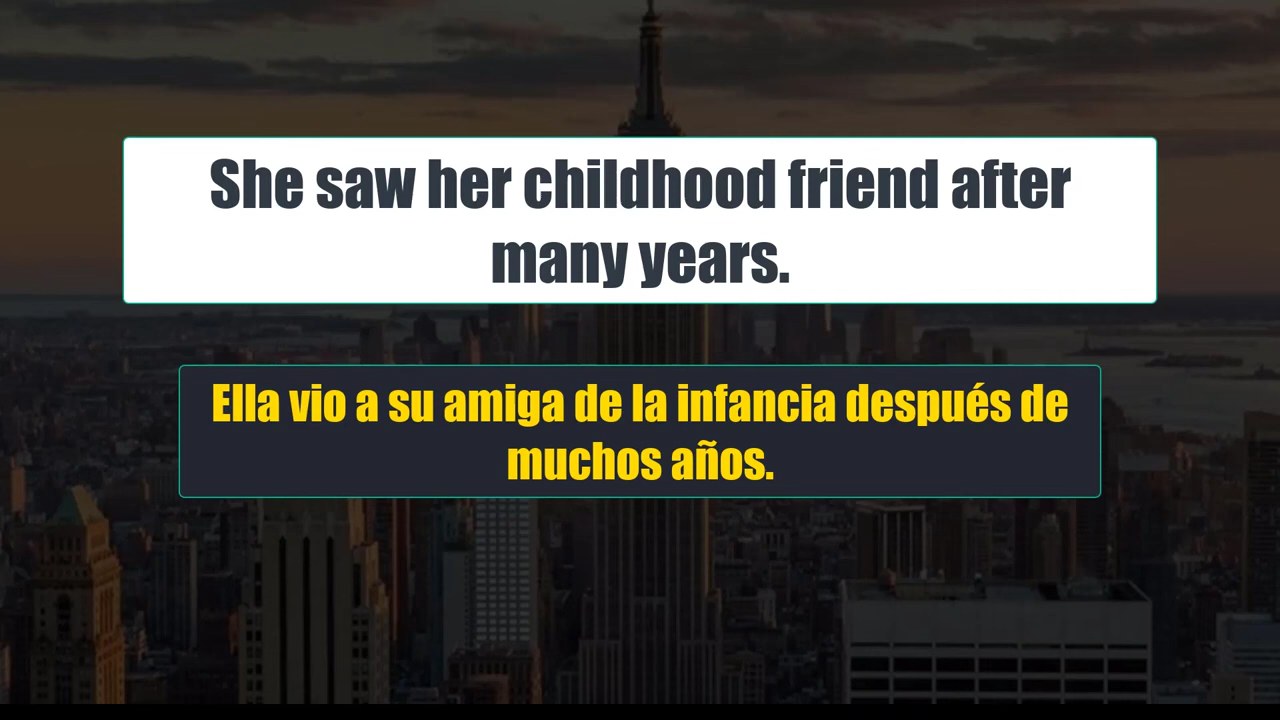 She saw her childhood friend after
many years.
Ella vio a su amiga de la infancia después de
muchos años.